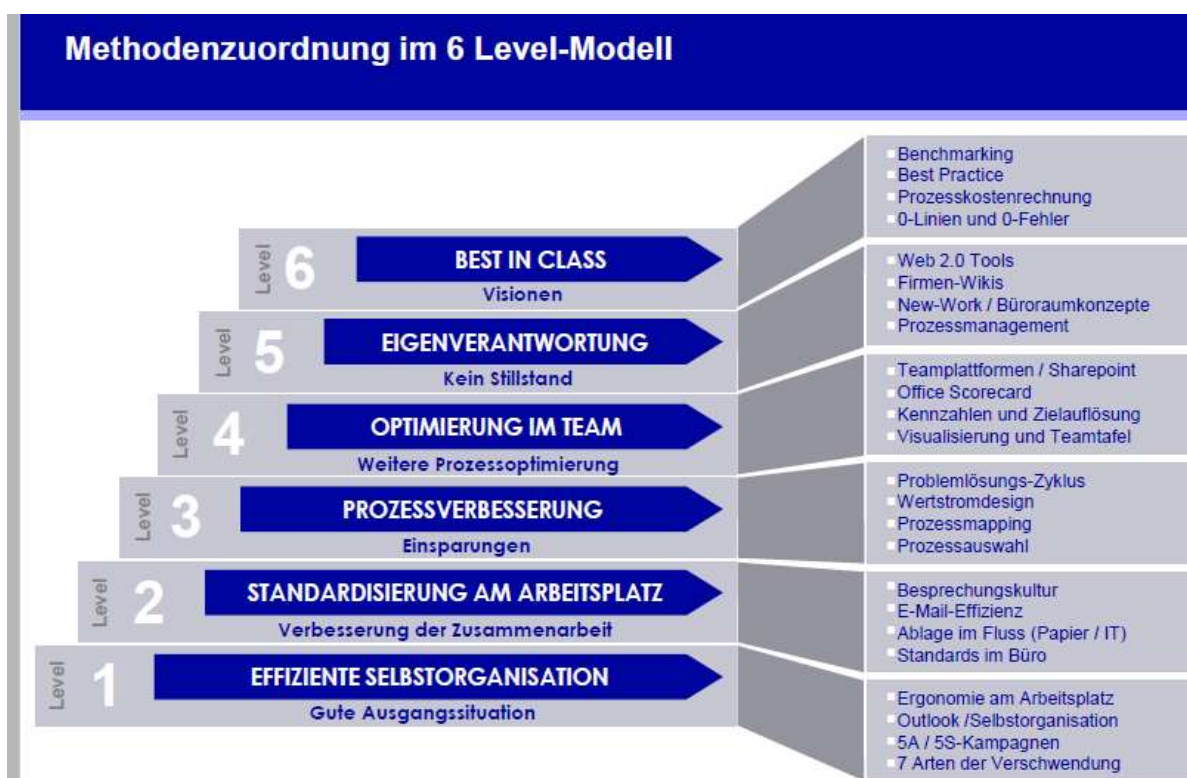 Methodenzuordnung im 6 Level-Modell
Level 6
BEST IN CLASS
Visionen
Benchmarking
Best Practice
Prozesskostenrechnung
0-Linien und 0-Fehler
Level 5
EIGENVERANTWORTUNG
Kein Stillstand
Web 2.0 Tools
Firmen-Wikis
New-Work / Büroraumkonzepte
Prozessmanagement
Level 4
OPTIMIERUNG IM TEAM
Weitere Prozessoptimierung
Teamplattformen / Sharepoint
Office Scorecard
Kennzahlen und Zielauflösung
Visualisierung und Teamtafel
Level 3
PROZESSVERBESSERUNG
Einsparungen
Problemlösungs-Zyklus
Wertstromdesign
Prozessmapping
Prozessauswahl
Level 2
STANDARDISIERUNG AM ARBEITSPLATZ
Verbesserung der Zusammenarbeit
Besprechungskultur
E-Mail-Effizienz
Ablage im Fluss (Papier / IT)
Standards im Büro
Level 1
EFFIZIENTE SELBSTORGANISATION
Gute Ausgangssituation
Ergonomie am Arbeitsplatz
Outlook /Selbstorganisation
5A / 5S-Kampagnen
7 Arten der Verschwendung